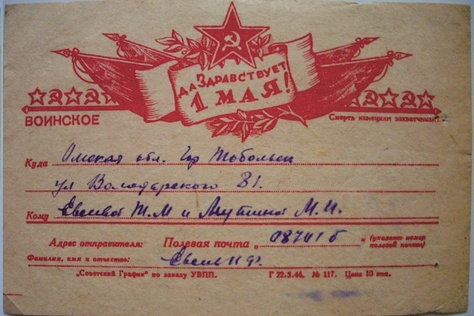 ДА ЗДРАВСТВУЕТ
1 МАЯ!
ВОИНСКОЕ
Смерть немецким захватчикам!
Куда Омская обл. гор Тобольск
ул Володарского 81.
Кому Т.М и М.И.
Адрес отправителя: Полевая почта „ 08701 б (указать номер полевой почты)
Фамилия, имя и отчество:
„Советский График" по заказу УВПП. Г 22.3.44. № 117. Цена 10 коп.